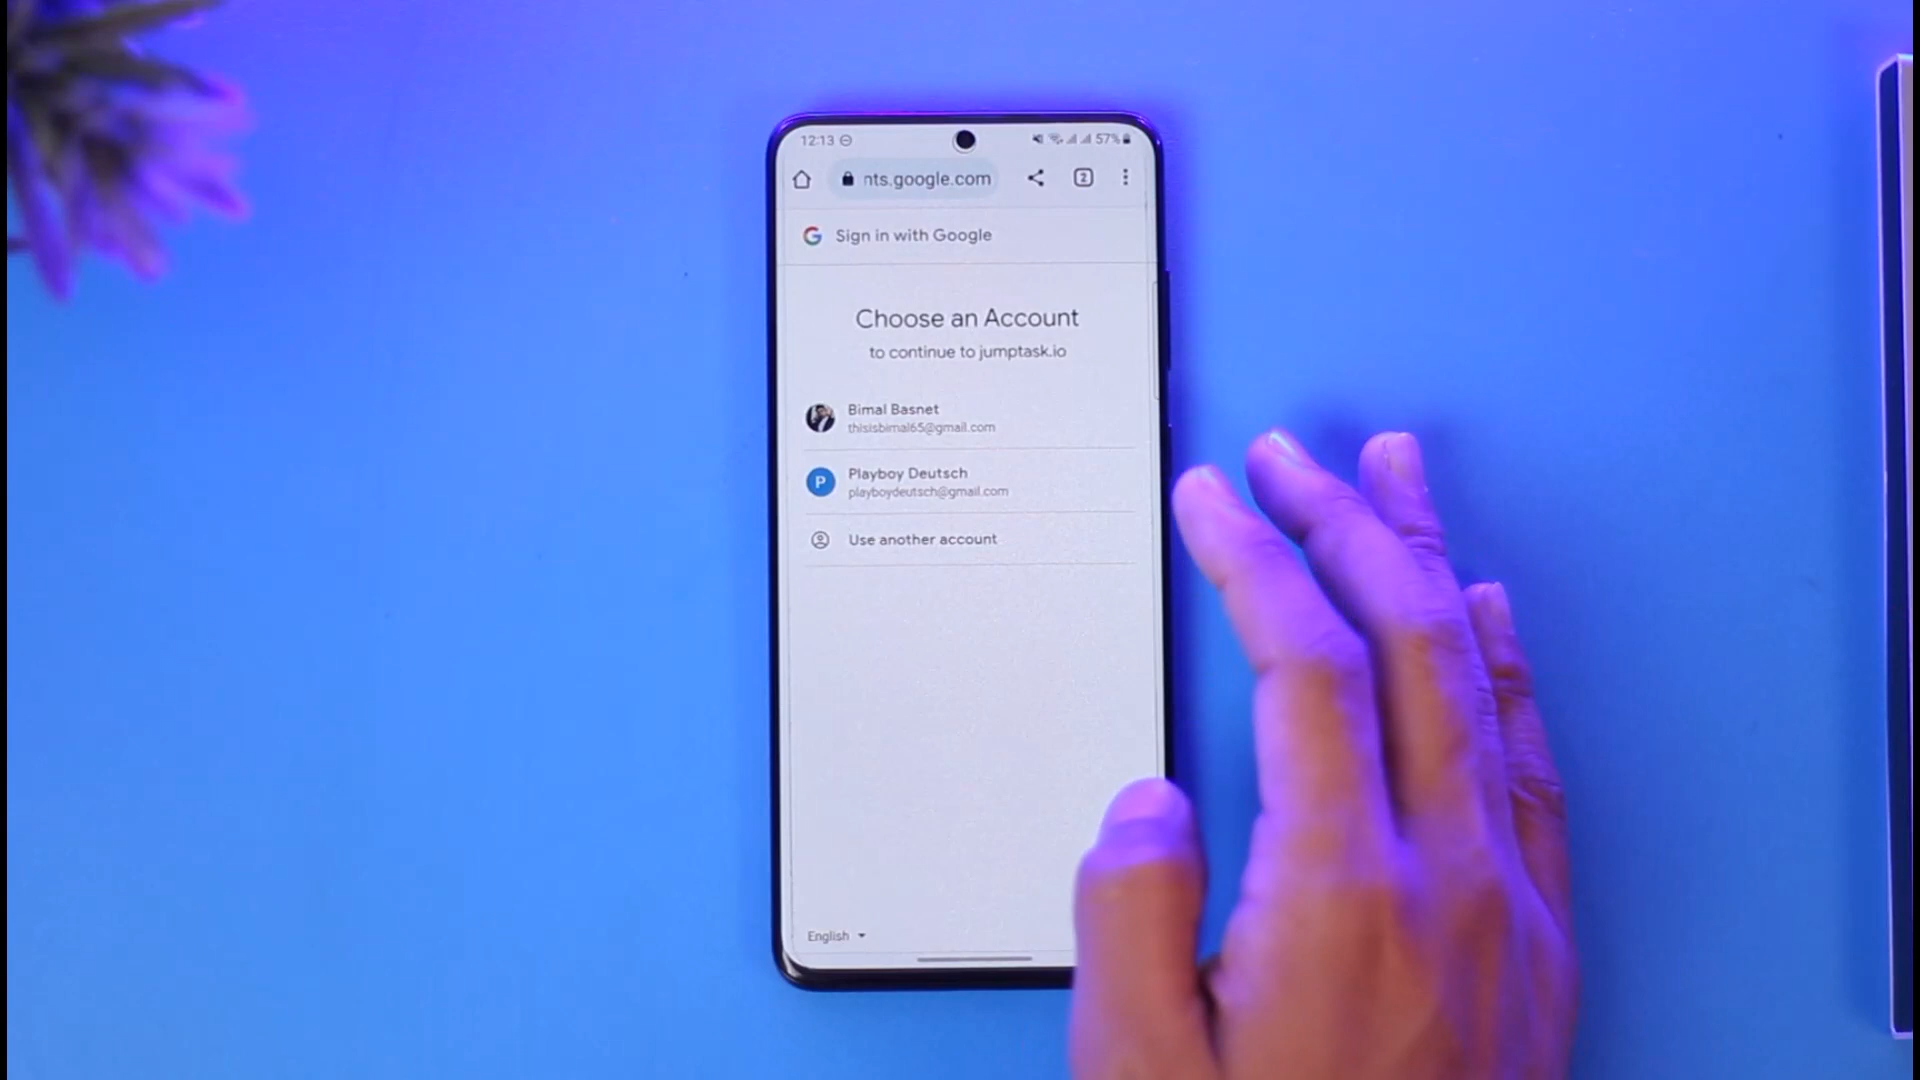 12:13
57%
nts.google.com
2
Sign in with Google
Choose an Account
to continue to jumptask.io
Bimal Basnet
thisisbimal65@gmail.com
P
Playboy Deutsch
playboydeutsch@gmail.com
Use another account
English